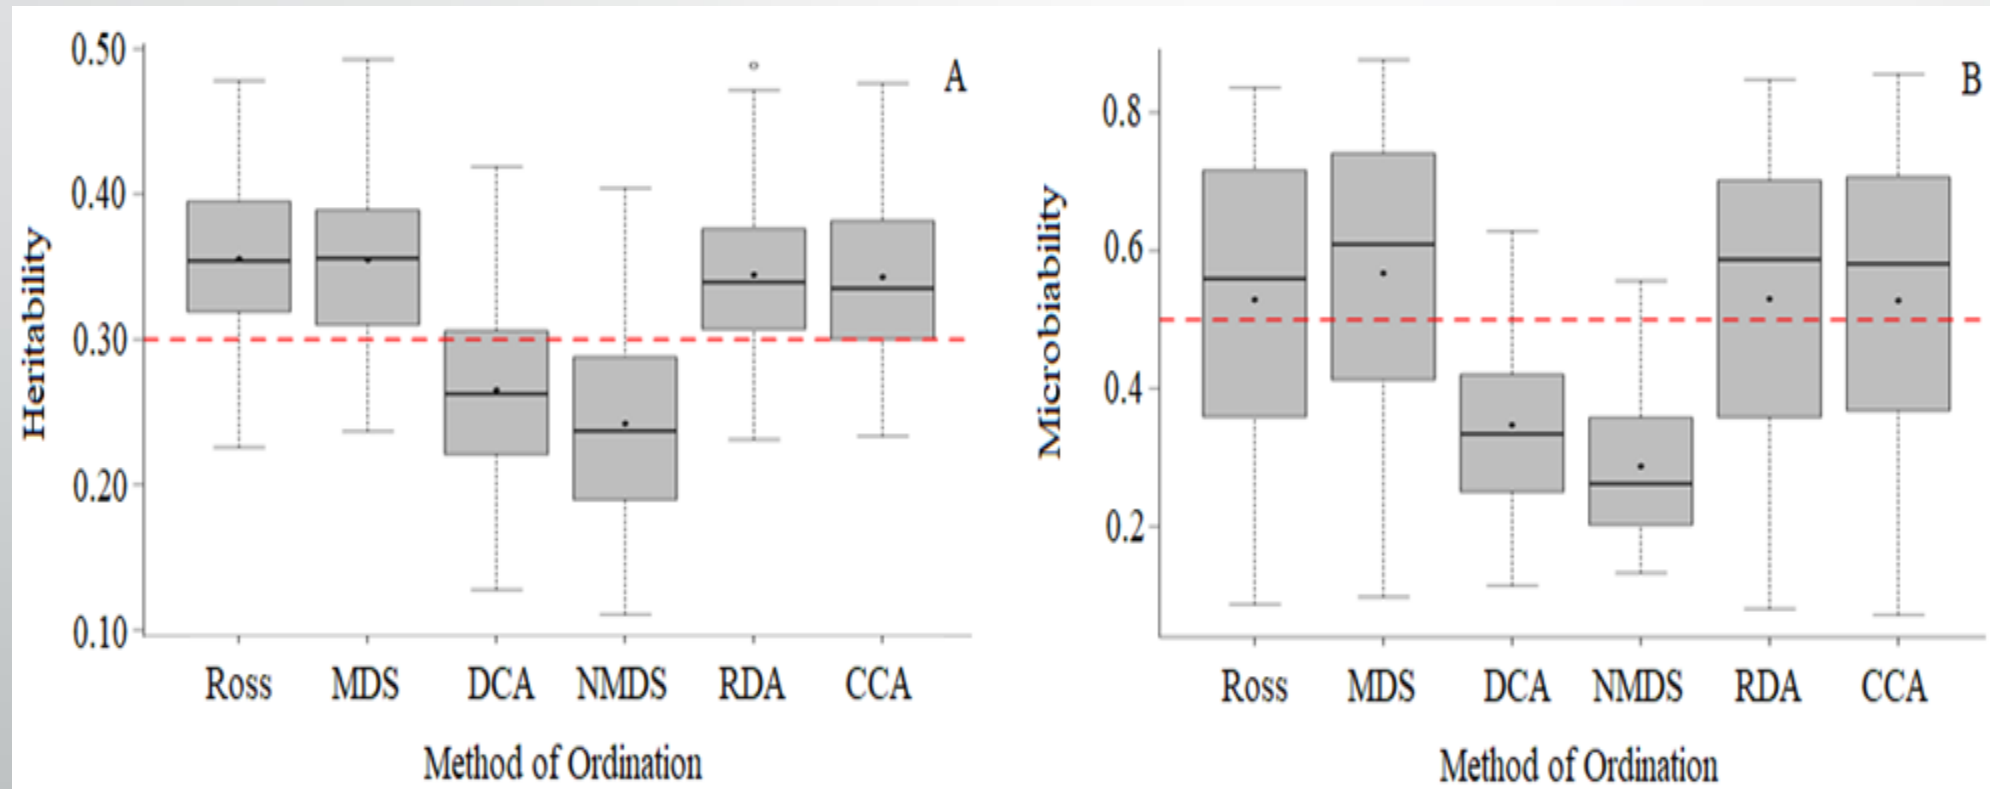 A
Heritability
0.50
0.40
0.30
0.20
0.10
Ross MDS DCA NMDS RDA CCA
Method of Ordination
B
Microbiability
0.8
0.6
0.4
0.2
Ross MDS DCA NMDS RDA CCA
Method of Ordination